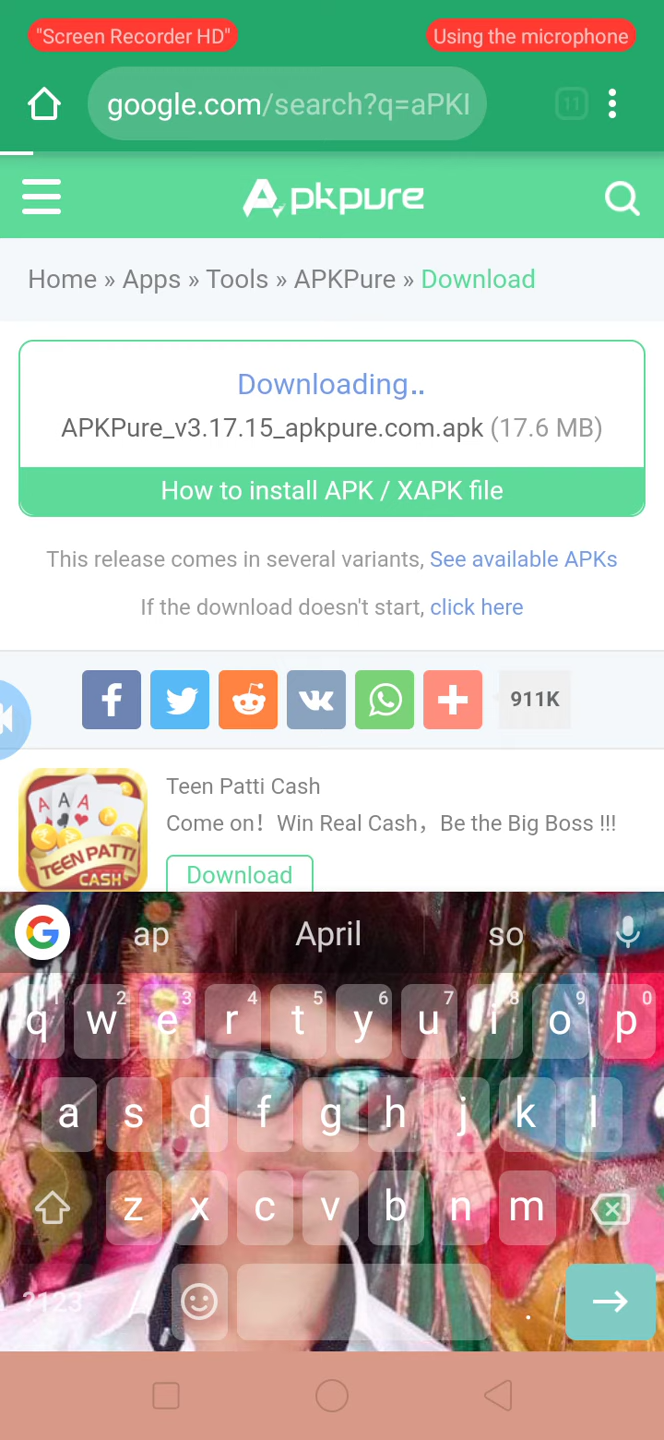 "Screen Recorder HD" Using the microphone
google.com/search?q=aPKI 11
Apkpure
Home » Apps » Tools » APKPure » Download
Downloading..
APKPure_v3.17.15_apkpure.com.apk (17.6 MB)
How to install APK / XAPK file
This release comes in several variants, See available APKs
If the download doesn't start, click here
f 911K
A A A
TEEN PATTI
CASH
Teen Patti Cash
Come on！Win Real Cash，Be the Big Boss !!!
Download
G ap April so
1 2 3 4 5 6 7 8 9 0
q w e r t y u i o p
a s d f g h j k l
z x c v b n m
?123 / .